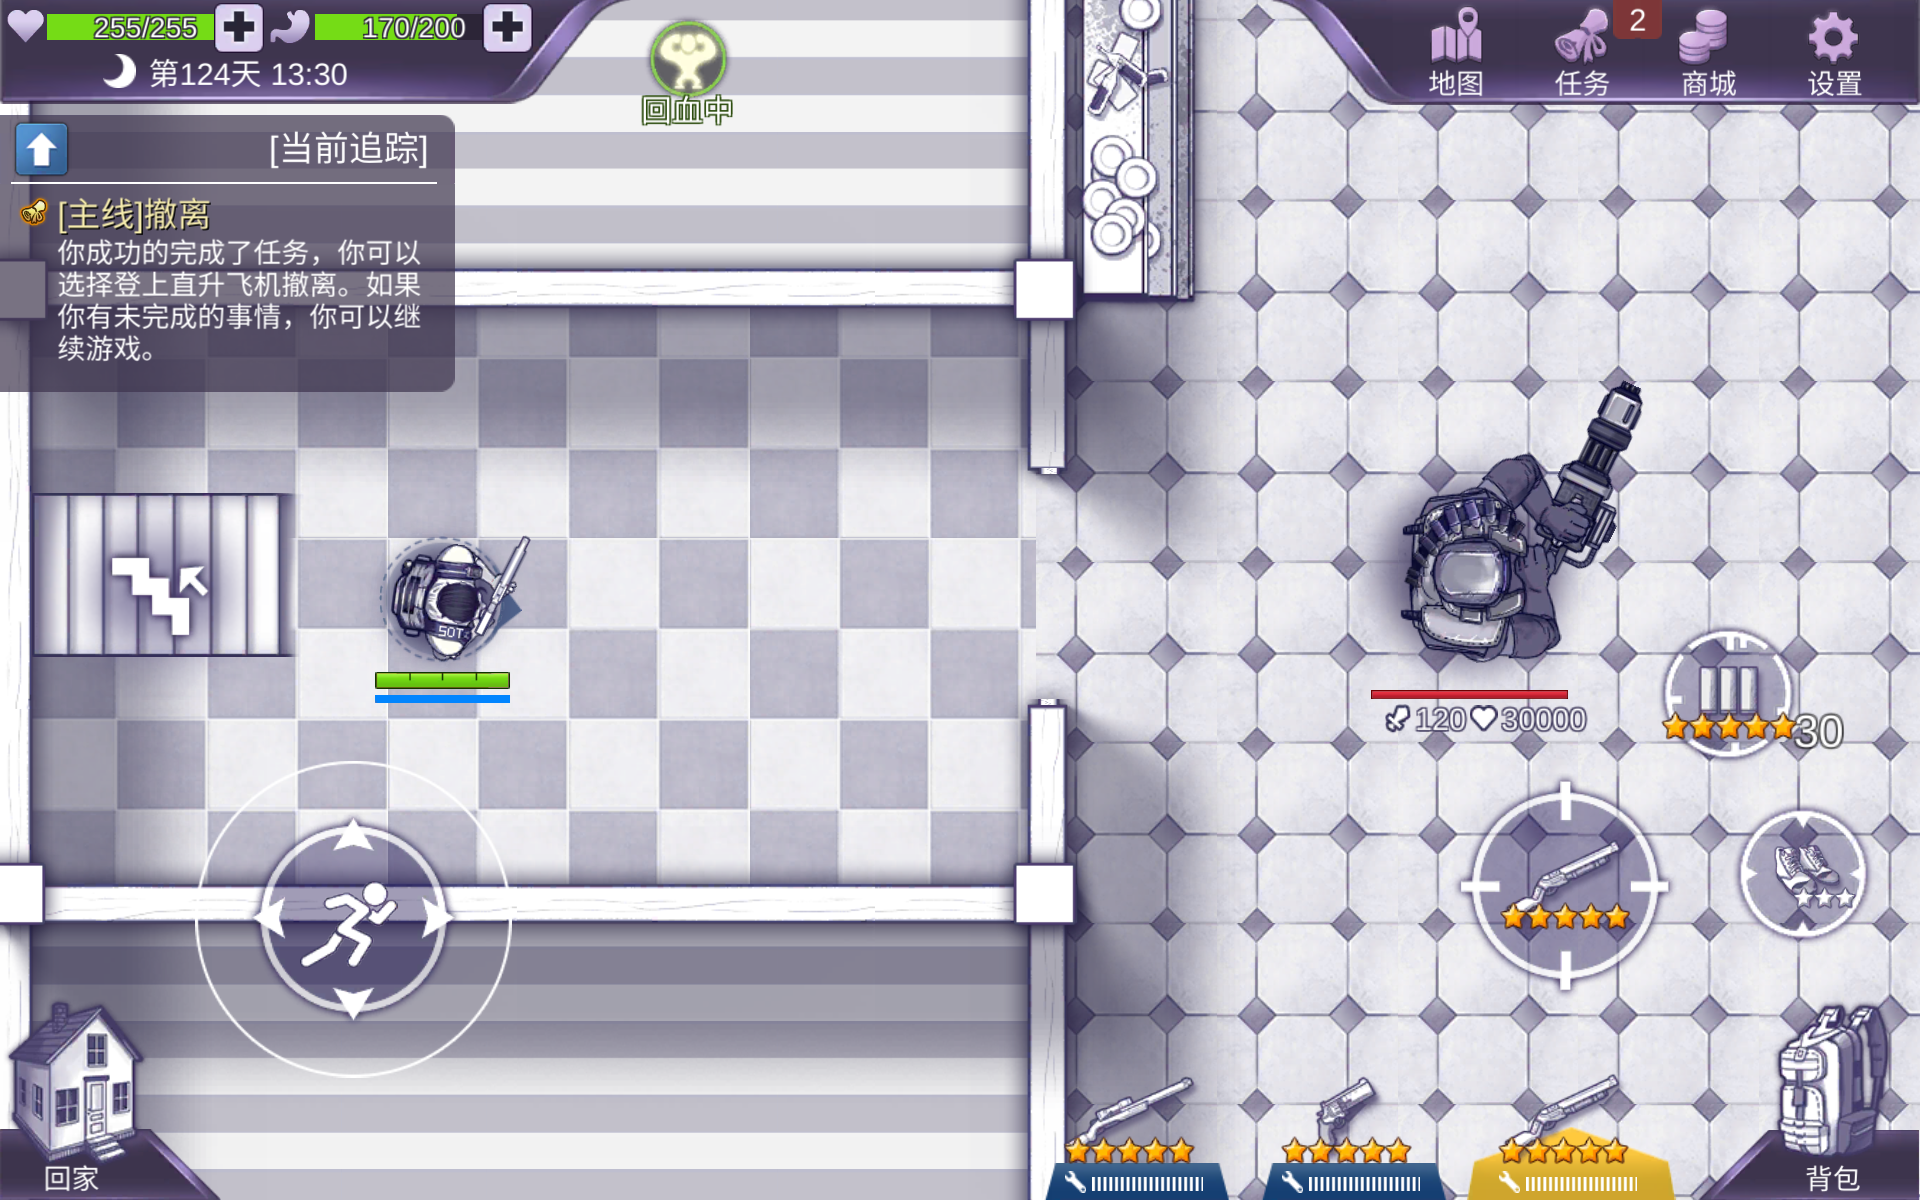 255/255
170/200
第124天 13:30
回血中
地图
任务
2
商城
设置
[当前追踪]
[主线]撤离
你成功的完成了任务，你可以
选择登上直升飞机撤离。如果
你有未完成的事情，你可以继
续游戏。
SOT
120
30000
30
回家
背包